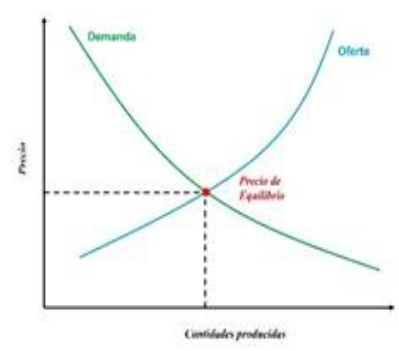 Demanda
Oferta
Precio
Precio de
Equilibrio
Cantidades producidas